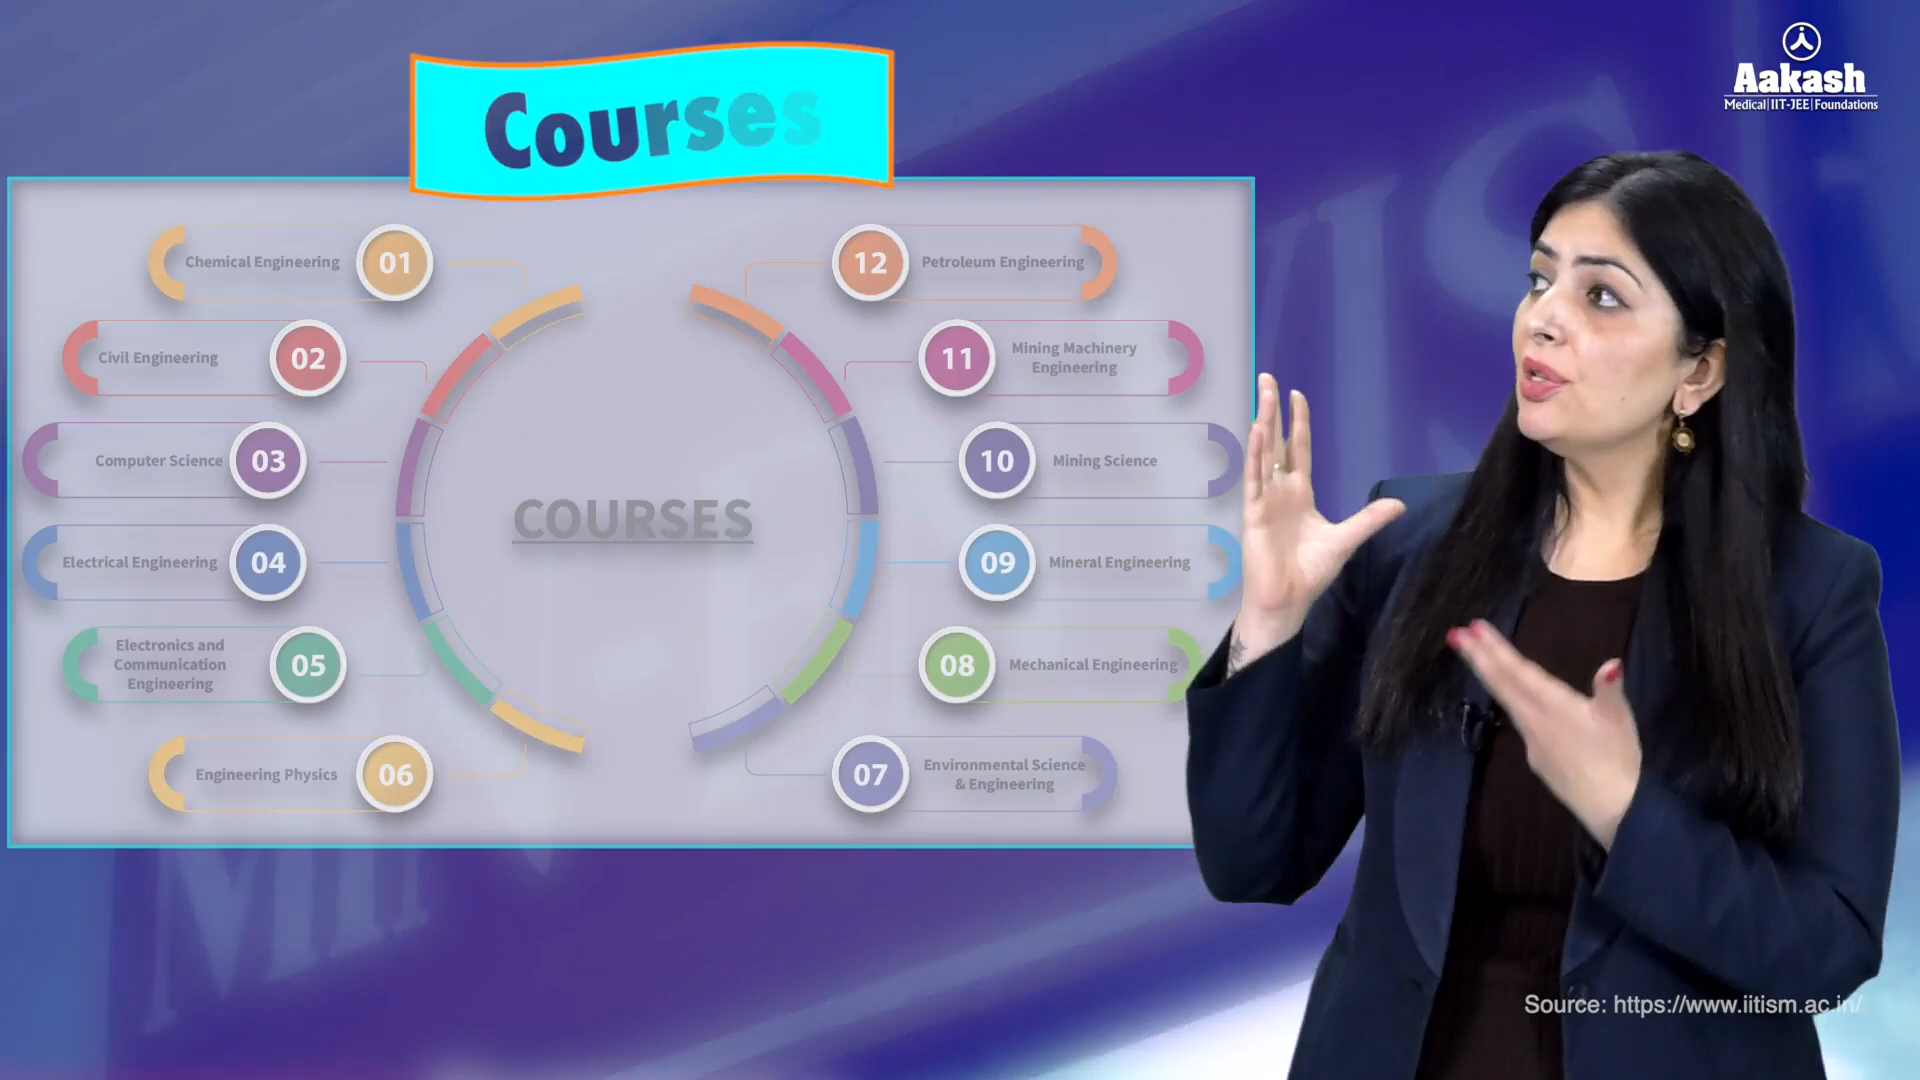 Courses
Aakash
Medical|IIT-JEE|Foundations
Chemical Engineering 01
Civil Engineering 02
Computer Science 03
Electrical Engineering 04
Electronics and
Communication
Engineering
05
Engineering Physics 06
COURSES
12 Petroleum Engineering
11
Mining Machinery
Engineering
10 Mining Science
09 Mineral Engineering
08 Mechanical Engineering
07
Environmental Science
& Engineering
Source: https://www.iitism.ac.in/